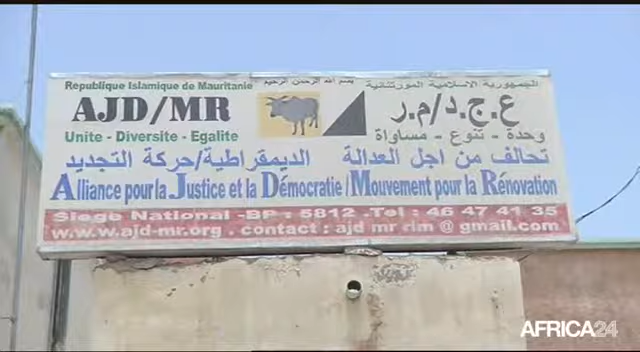 Republique Islamique de Mauritanie
بسم الله الرحمن الرحيم
الجمهورية الاسلامية الموريتانية
AJD/MR
ع.ج.د/م.ر
Unite - Diversite - Egalite
وحدة - تنوع - مساواة
تحالف من اجل العدالة الديمقراطية/حركة التجديد
Alliance pour la Justice et la Démocratie /Mouvement pour la Rénovation
Siege National -BP : 5812 .Tel : 46 47 41 35
www.ajd-mr.org . contact : ajd mr rim @ gmail.com
AFRICA24